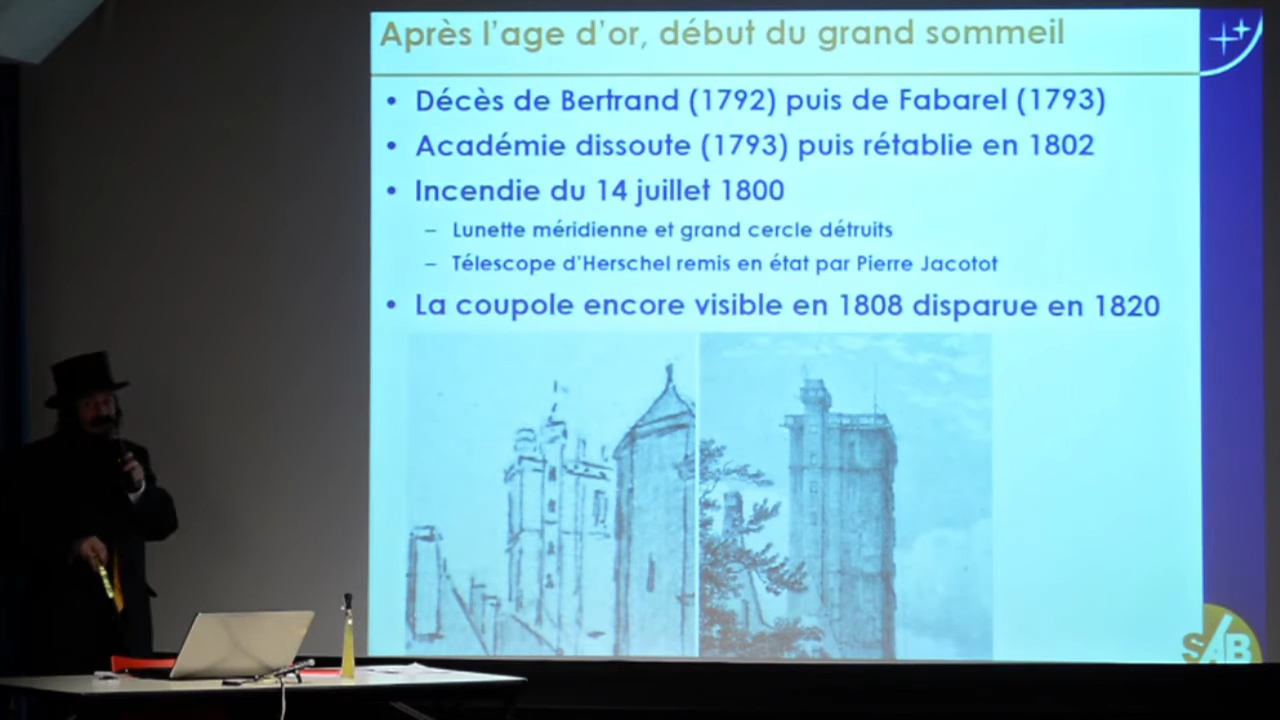 Après l'age d'or, début du grand sommeil
• Décès de Bertrand (1792) puis de Fabarel (1793)
• Académie dissoute (1793) puis rétablie en 1802
• Incendie du 14 juillet 1800
– Lunette méridienne et grand cercle détruits
– Télescope d'Herschel remis en état par Pierre Jacotot
• La coupole encore visible en 1808 disparue en 1820
SAB